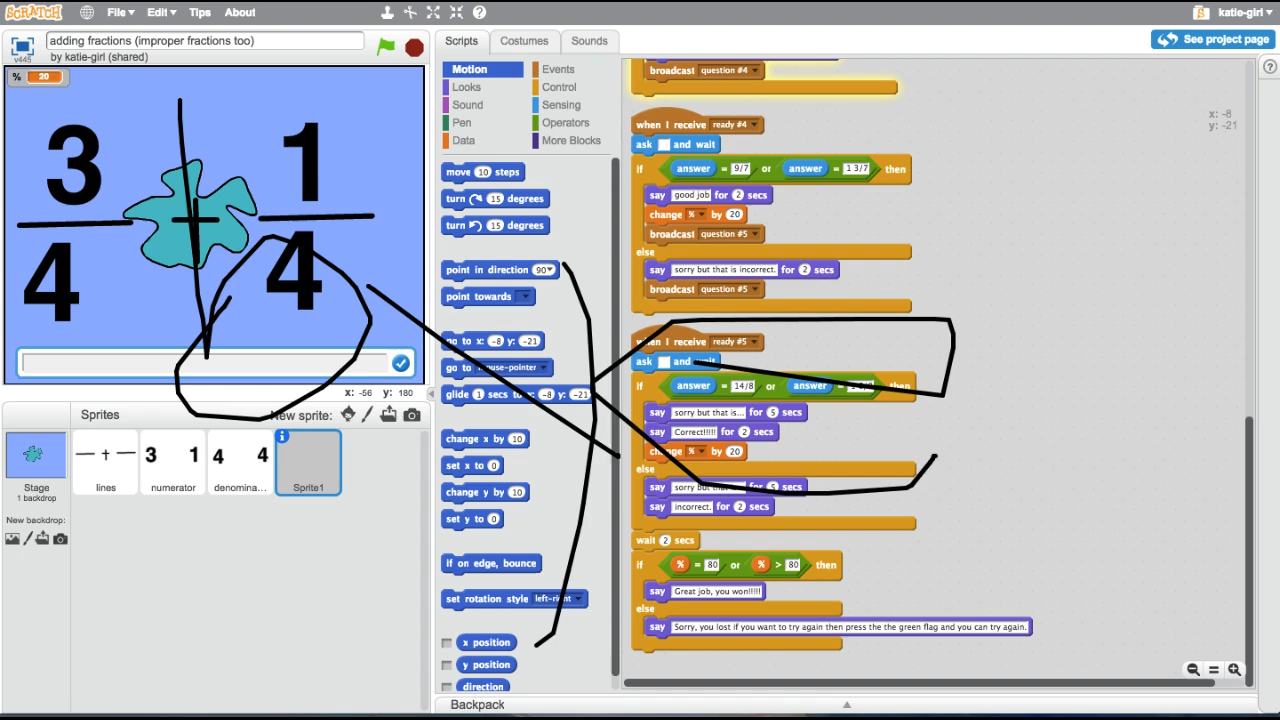 SCRATCH File Edit Tips About katie-girl
v445 adding fractions (improper fractions too)
by katie-girl (shared)
Scripts Costumes Sounds See project page
% 20
3 + 1
4 4
x: -56 y: 180
Sprites New sprite:
Stage
1 backdrop
New backdrop:
lines
3 1
numerator
4 4
denomina...
Sprite1
Motion Events
Looks Control
Sound Sensing
Pen Operators
Data More Blocks
move 10 steps
turn 15 degrees
turn 15 degrees
point in direction 90
point towards
go to x: -8 y: -21
go to mouse-pointer
glide 1 secs to x: -8 y: -21
change x by 10
set x to 0
change y by 10
set y to 0
if on edge, bounce
set rotation style left-right
x position
y position
direction
broadcast question #4
x: -8
y: -21
when I receive ready #4
ask and wait
if answer = 9/7 or answer = 1 3/7 then
say good job for 2 secs
change % by 20
broadcast question #5
else
say sorry but that is incorrect. for 2 secs
broadcast question #5
when I receive ready #5
ask and wait
if answer = 14/8 or answer = then
say sorry but that is... for 5 secs
say Correct!!!!! for 2 secs
change % by 20
else
say sorry but that for 5 secs
say incorrect. for 2 secs
wait 2 secs
if % = 80 or % > 80 then
say Great job, you won!!!!!
else
say Sorry, you lost if you want to try again then press the the green flag and you can try again.
Backpack